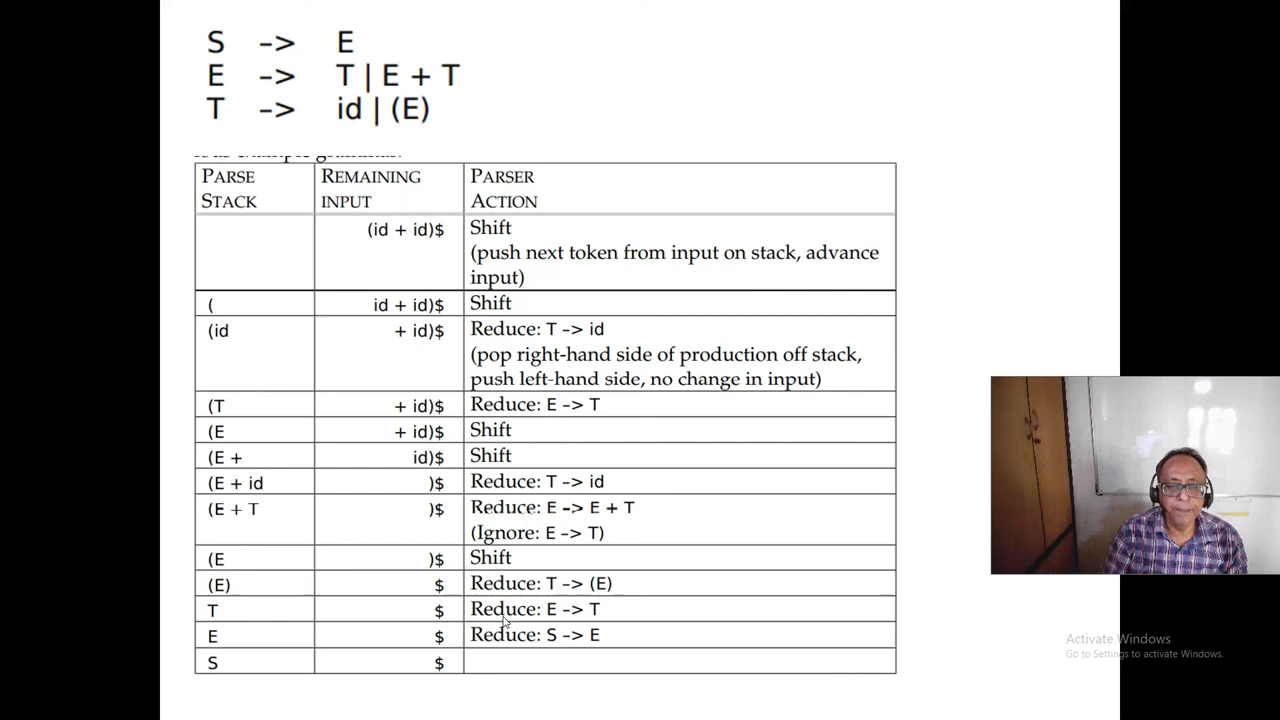 S –> E
E –> T | E + T
T –> id | (E)
PARSE STACK REMAINING INPUT PARSER ACTION
(id + id)$ Shift
(push next token from input on stack, advance
input)
( id + id)$ Shift
(id + id)$ Reduce: T –> id
(pop right-hand side of production off stack,
push left-hand side, no change in input)
(T + id)$ Reduce: E –> T
(E + id)$ Shift
(E + id)$ Shift
(E + id )$ Reduce: T –> id
(E + T )$ Reduce: E –> E + T
(Ignore: E –> T)
(E )$ Shift
(E) $ Reduce: T –> (E)
T $ Reduce: E –> T
E $ Reduce: S –> E
S $
Activate Windows
Go to Settings to activate Windows.